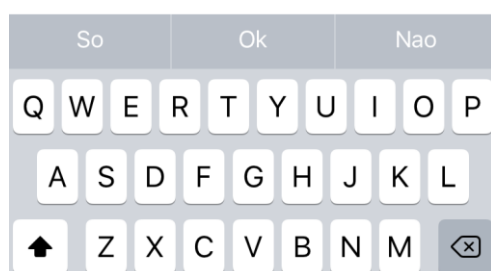 So Ok Nao
Q W E R T Y U I O P
A S D F G H J K L
Z X C V B N M